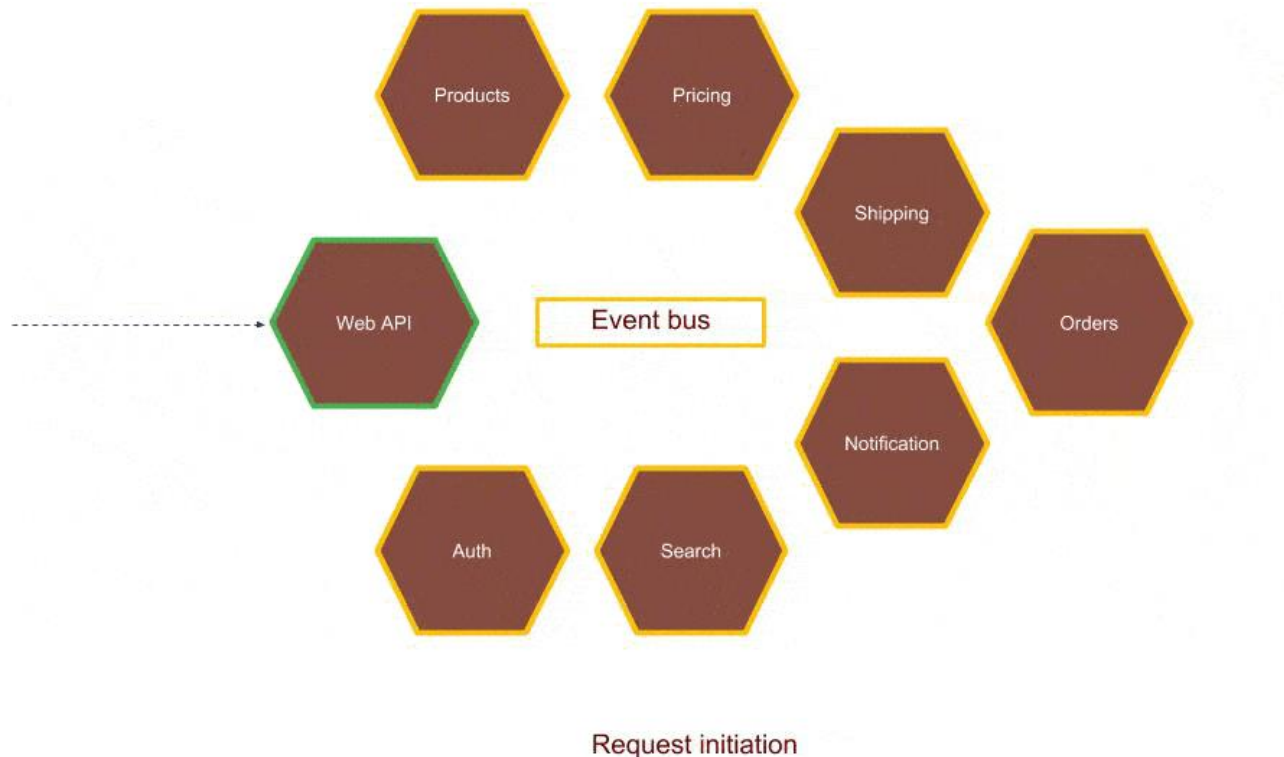 Products
Pricing
Shipping
Web API
Event bus
Orders
Notification
Auth
Search
Request initiation